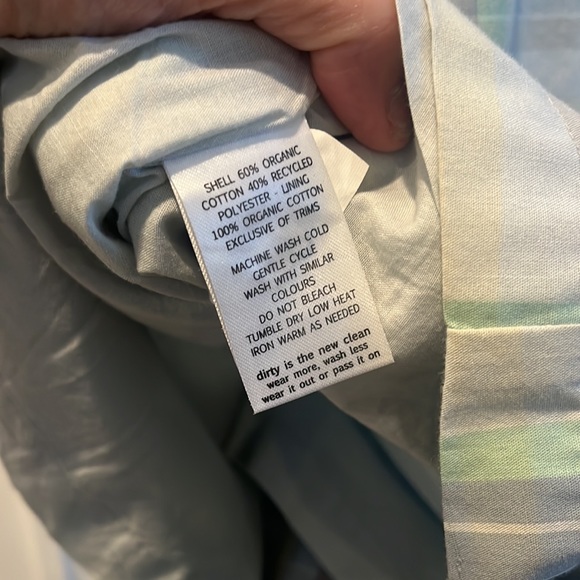 SHELL 60% ORGANIC
COTTON 40% RECYCLED
POLYESTER - LINING
100% ORGANIC COTTON
EXCLUSIVE OF TRIMS
MACHINE WASH COLD
GENTLE CYCLE
WASH WITH SIMILAR
COLOURS
DO NOT BLEACH
TUMBLE DRY LOW HEAT
IRON WARM AS NEEDED
dirty is the new clean
wear more, wash less
wear it out or pass it on